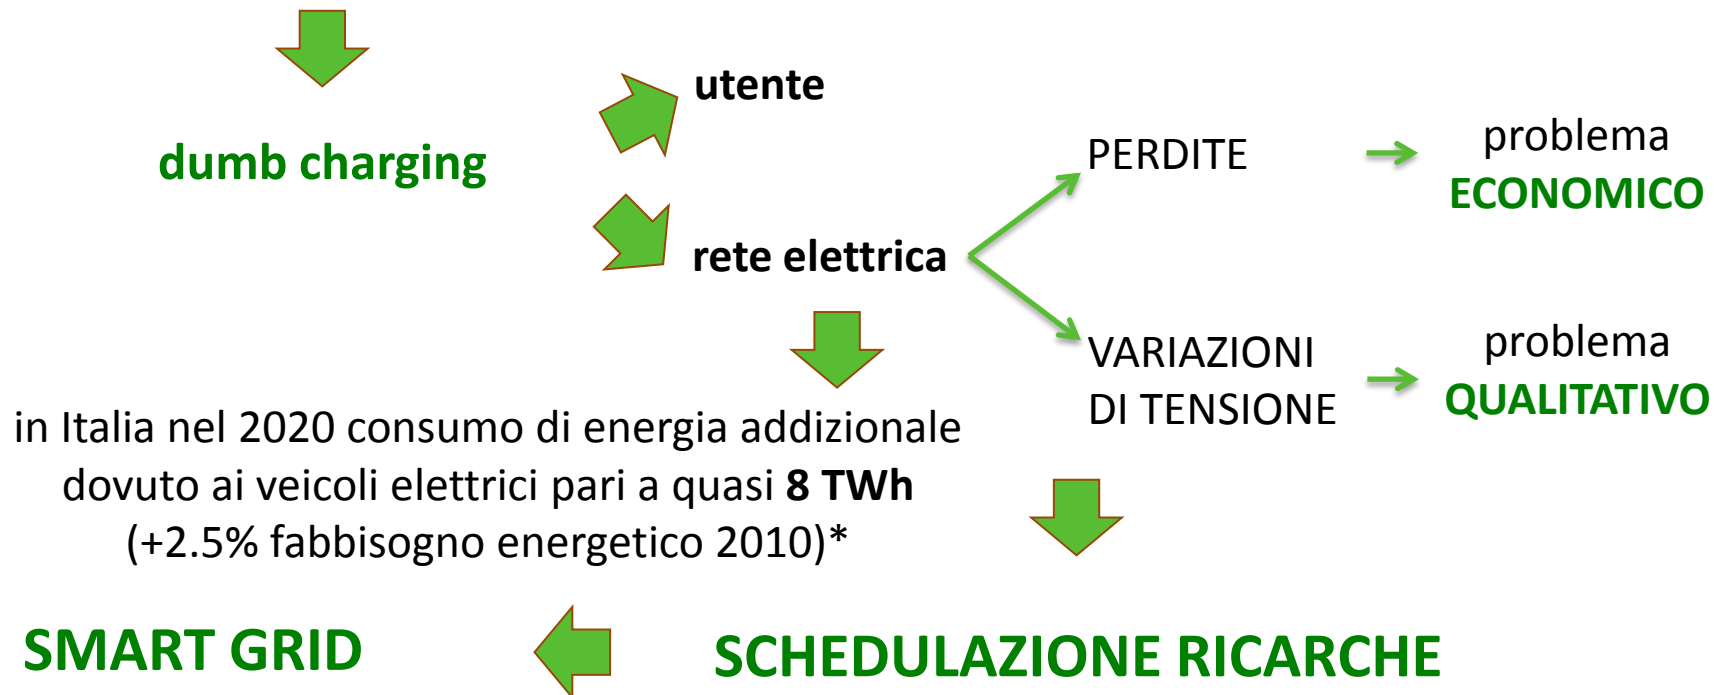 utente
dumb charging
rete elettrica
PERDITE
problema
ECONOMICO
VARIAZIONI
DI TENSIONE
problema
QUALITATIVO
in Italia nel 2020 consumo di energia addizionale
dovuto ai veicoli elettrici pari a quasi 8 TWh
(+2.5% fabbisogno energetico 2010)*
SMART GRID
SCHEDULAZIONE RICARCHE